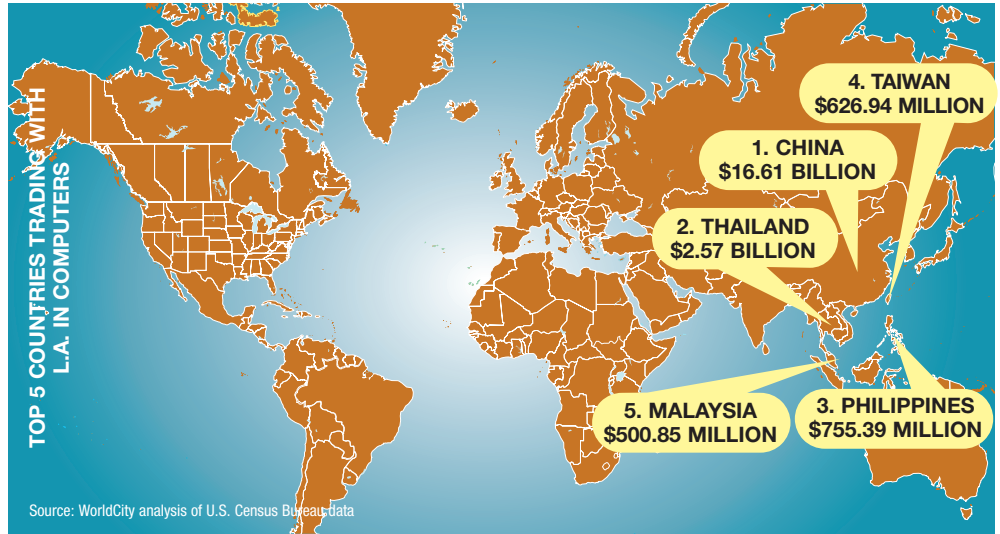 TOP 5 COUNTRIES TRADING WITH
L.A. IN COMPUTERS
4. TAIWAN
$626.94 MILLION
1. CHINA
$16.61 BILLION
2. THAILAND
$2.57 BILLION
5. MALAYSIA
$500.85 MILLION
3. PHILIPPINES
$755.39 MILLION
Source: WorldCity analysis of U.S. Census Bureau data